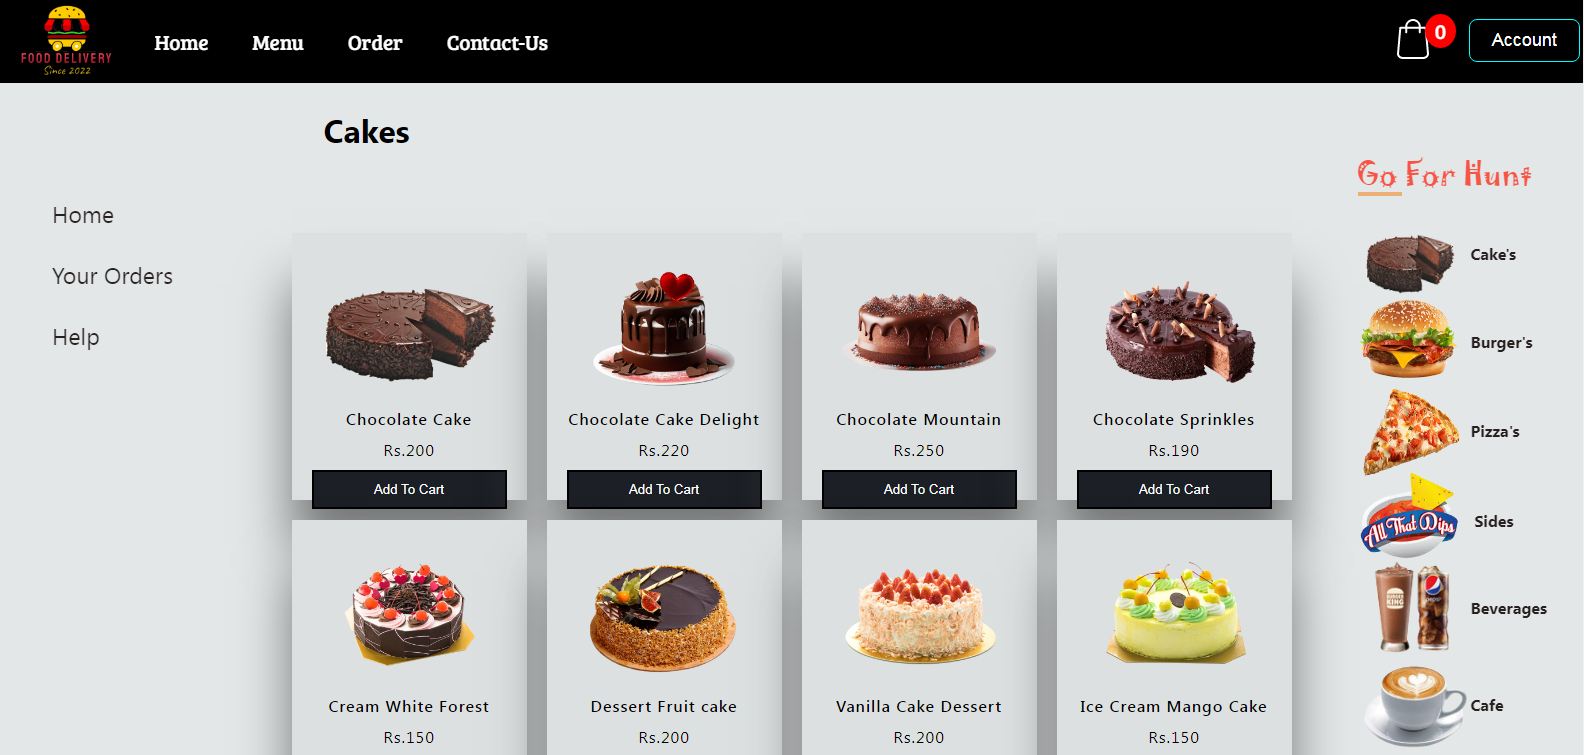 FOOD DELIVERY
Since 2022
Home Menu Order Contact-Us
0
Account
Cakes
Home
Your Orders
Help
Chocolate Cake
Rs.200
Add To Cart
Chocolate Cake Delight
Rs.220
Add To Cart
Chocolate Mountain
Rs.250
Add To Cart
Chocolate Sprinkles
Rs.190
Add To Cart
Cream White Forest
Rs.150
Dessert Fruit cake
Rs.200
Vanilla Cake Dessert
Rs.200
Ice Cream Mango Cake
Rs.150
Go For Hunt
Cake's
Burger's
Pizza's
All That Dips
Sides
BURGER
KING
Beverages
Cafe